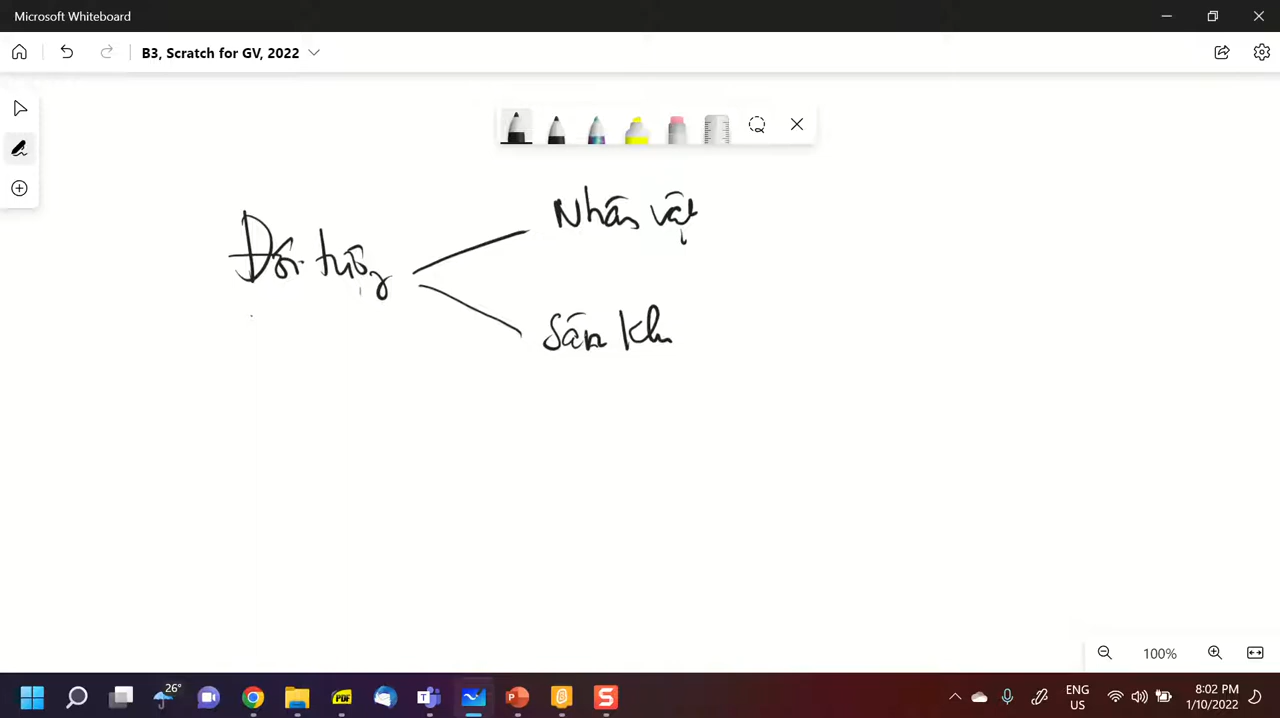 Microsoft Whiteboard
B3, Scratch for GV, 2022
Nhân vật
Đối tượng
Sân kh
100%
26°
ENG
US
8:02 PM
1/10/2022